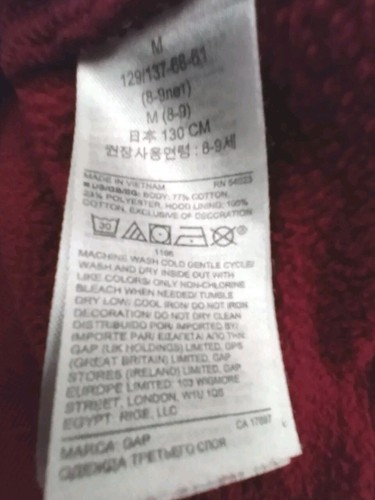 M
129/137-66-61
(8-9лет)
M (8-9)
日本 130 CM
권장사용연령 : 8-9세
MADE IN VIETNAM RN 54023
BODY: 77% COTTON,
23% POLYESTER, HOOD LINING: 100%
COTTON, EXCLUSIVE OF DECORATION
30
MACHINE WASH COLD GENTLE CYCLE/
WASH AND DRY INSIDE OUT WITH
LIKE COLORS/ ONLY NON-CHLORINE
BLEACH WHEN NEEDED/ TUMBLE
DRY LOW/ COOL IRON/ DO NOT IRON
DECORATION/ DO NOT DRY CLEAN
DISTRIBUIDO POR/ IMPORTED BY/
IMPORTE PAR/ ΕΙΣΑΓΕΤΑΙ ΑΠΟ ΤΗΝ:
GAP (UK HOLDINGS) LIMITED, GPS
(GREAT BRITAIN) LIMITED, GAP
STORES (IRELAND) LIMITED, GAP
EUROPE LIMITED: 103 WIGMORE
STREET, LONDON, W1U 1QS
EGYPT: RIGE, LLC
CA 17897
MARCA: GAP
ОДЕЖДА ТРЕТЬЕГО СЛОЯ